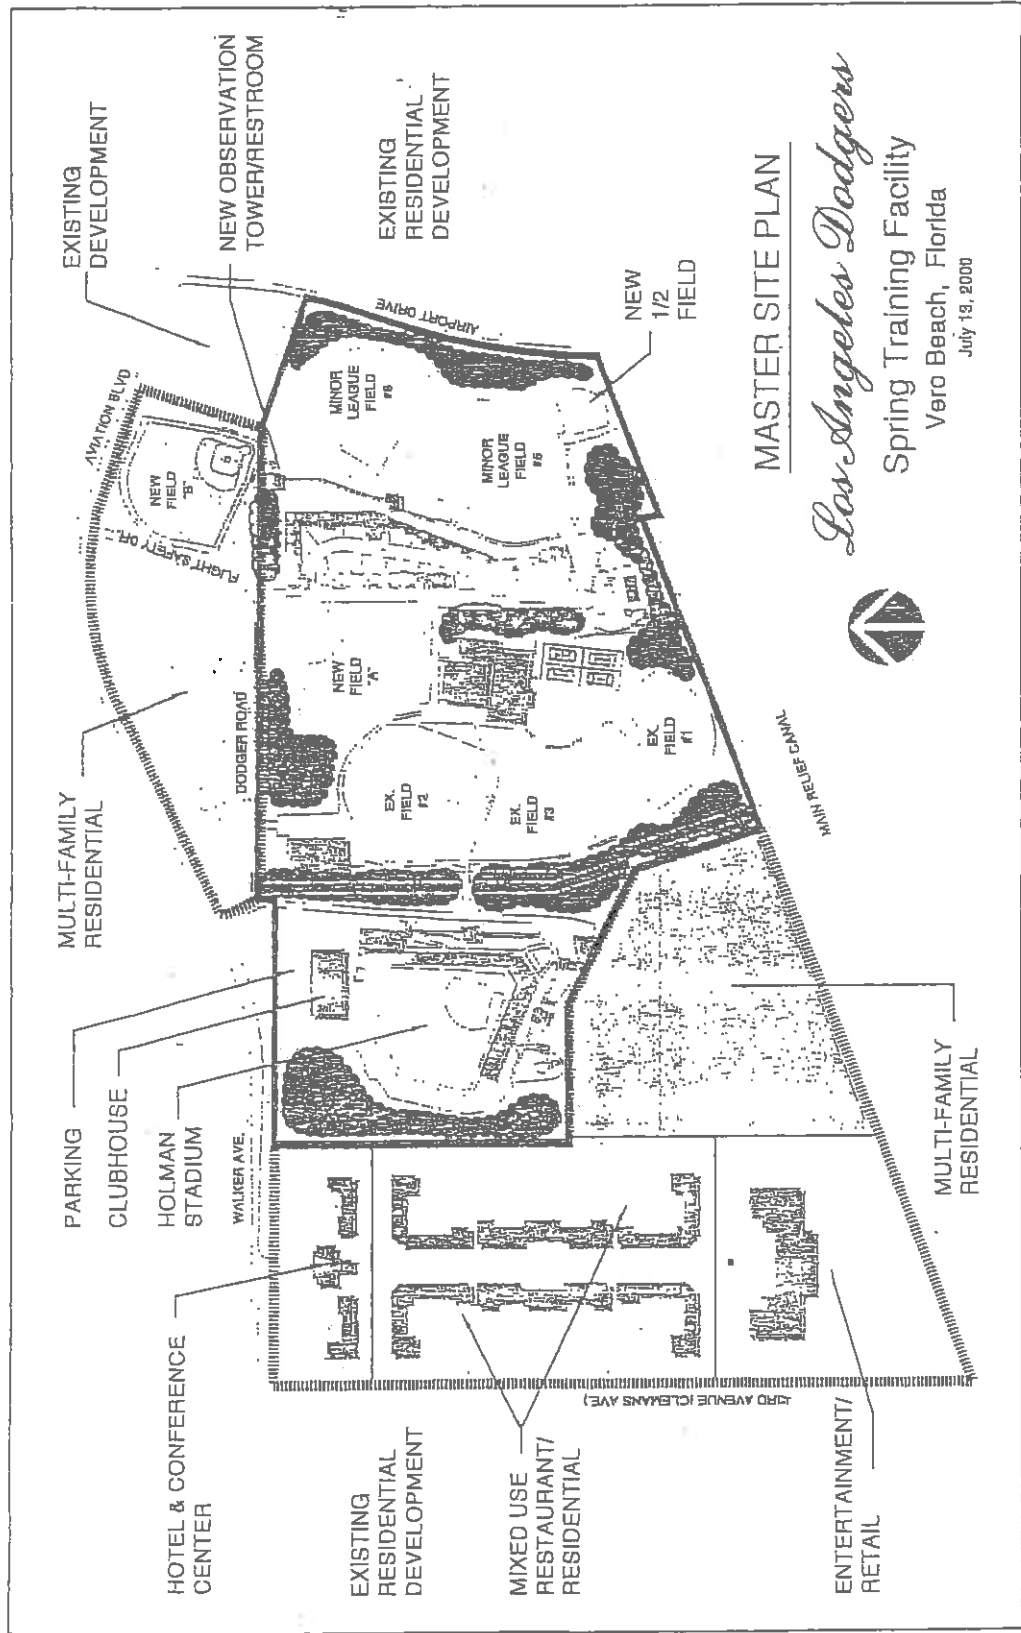 PARKING
CLUBHOUSE
HOLMAN
STADIUM
WALKER AVE.
HOTEL & CONFERENCE
CENTER
MULTI-FAMILY
RESIDENTIAL
DODGER ROAD
EXISTING
DEVELOPMENT
NEW OBSERVATION
TOWER/RESTROOM
AVIATION BLVD
FLIGHT SAFETY DR.
NEW
FIELD
"B"
EXISTING
RESIDENTIAL
DEVELOPMENT
AIRPORT DRIVE
MINOR
LEAGUE
FIELD
#6
MINOR
LEAGUE
FIELD
#5
NEW
1/2
FIELD
NEW
FIELD
"A"
EX.
FIELD
#2
EX.
FIELD
#3
EX.
FIELD
#1
MAIN RELIEF CANAL
EXISTING
RESIDENTIAL
DEVELOPMENT
MIXED USE
RESTAURANT/
RESIDENTIAL
43RD AVENUE (CLEMANS AVE.)
ENTERTAINMENT/
RETAIL
MULTI-FAMILY
RESIDENTIAL
MASTER SITE PLAN
Los Angeles Dodgers
Spring Training Facility
Vero Beach, Florida
July 13, 2000